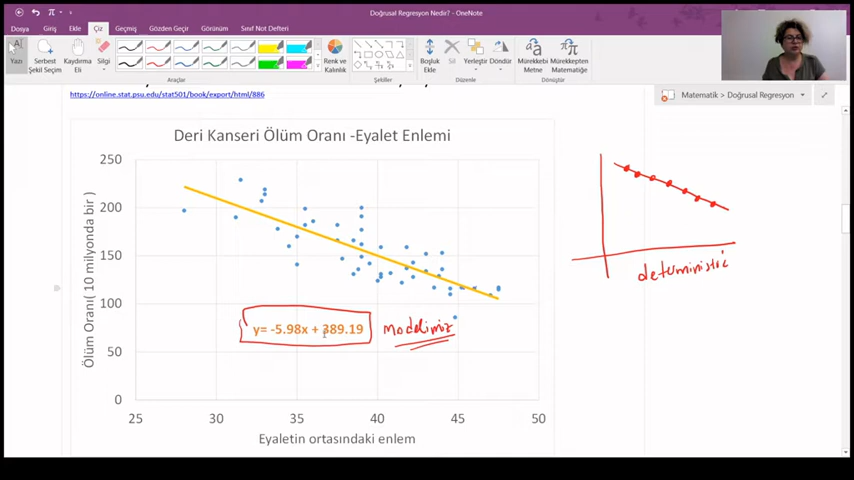 Doğrusal Regresyon Nedir? - OneNote
Dosya Giriş Ekle Çiz Geçmiş Gözden Geçir Görünüm Sınıf Not Defteri
Yazı
Serbest Şekil Seçim
Kaydırma Eli
Silgi
Renk ve Kalınlık
Boşluk Ekle
Sil
Yerleştir
Döndür
Mürekkebi Metne
Mürekkepten Matematiğe
Araçlar
Şekiller
Düzenle
Dönüştür
https://online.stat.psu.edu/stat501/book/export/html/886
Matematik > Doğrusal Regresyon
Deri Kanseri Ölüm Oranı -Eyalet Enlemi
Ölüm Oranı( 10 milyonda bir )
250
200
150
100
50
0
25 30 35 40 45 50
Eyaletin ortasındaki enlem
y= -5.98x + 389.19
modelimiz
deterministic